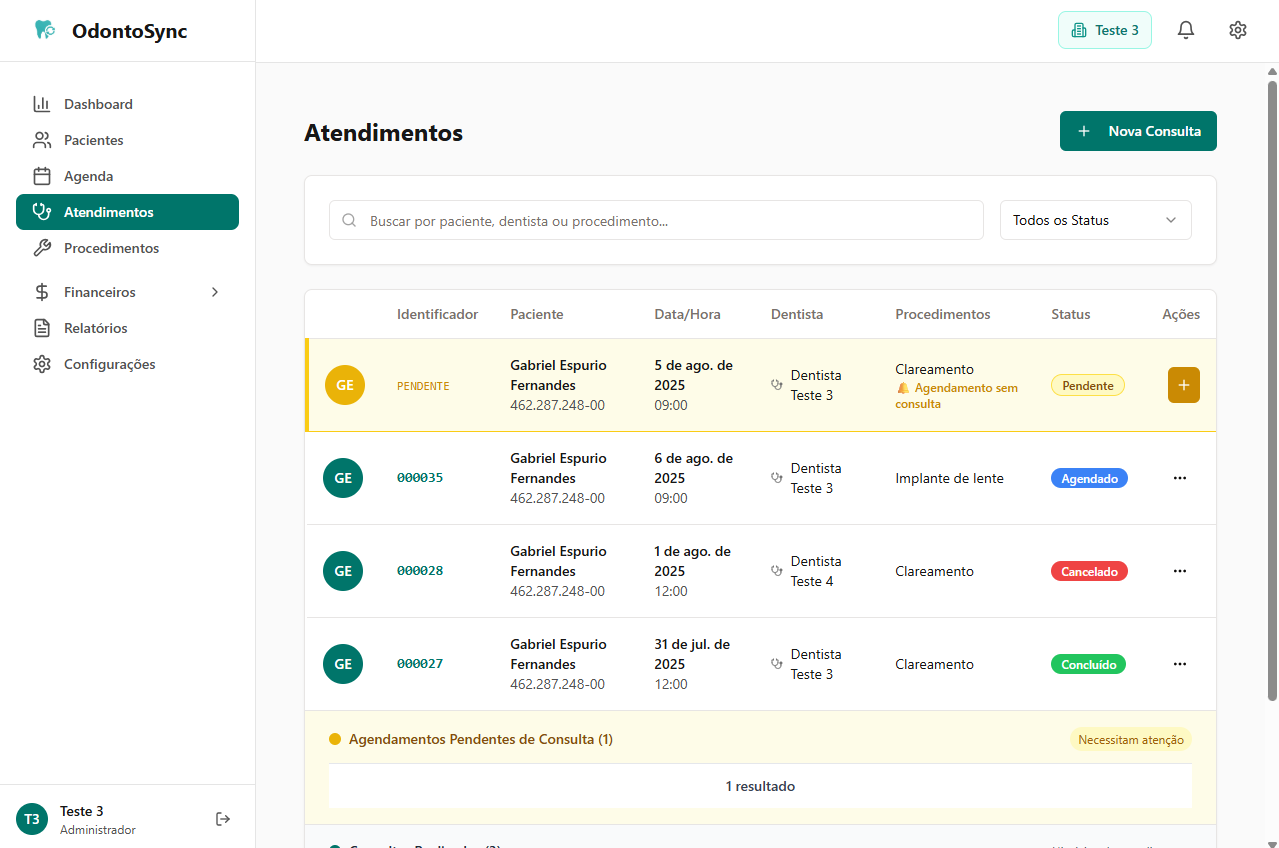 OdontoSync
Teste 3
Dashboard
Pacientes
Agenda
Atendimentos
Procedimentos
Financeiros
Relatórios
Configurações
T3
Teste 3
Administrador
Atendimentos
Nova Consulta
Buscar por paciente, dentista ou procedimento...
Todos os Status
Identificador Paciente Data/Hora Dentista Procedimentos Status Ações
GE
PENDENTE
Gabriel Espurio
Fernandes
462.287.248-00
5 de ago. de
2025
09:00
Dentista
Teste 3
Clareamento
Agendamento sem
consulta
Pendente
GE
000035
Gabriel Espurio
Fernandes
462.287.248-00
6 de ago. de
2025
09:00
Dentista
Teste 3
Implante de lente
Agendado
GE
000028
Gabriel Espurio
Fernandes
462.287.248-00
1 de ago. de
2025
12:00
Dentista
Teste 4
Clareamento
Cancelado
GE
000027
Gabriel Espurio
Fernandes
462.287.248-00
31 de jul. de
2025
12:00
Dentista
Teste 3
Clareamento
Concluído
Agendamentos Pendentes de Consulta (1)
Necessitam atenção
1 resultado